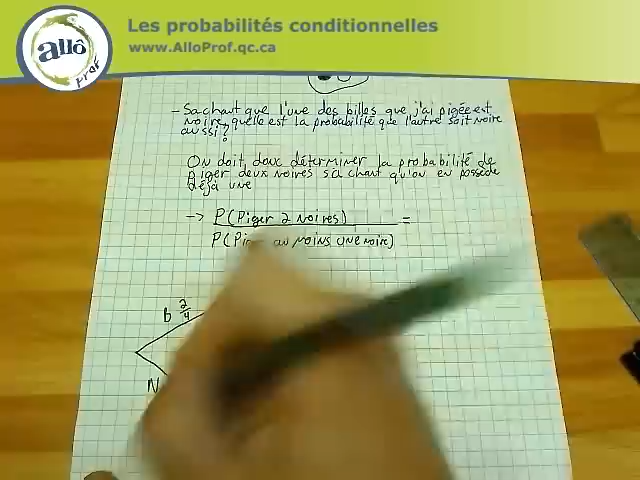 Les probabilités conditionnelles
www.AlloProf.qc.ca
allô
prof
- Sachant que l'une des billes que j'ai pigée est
noire, quelle est la probabilité que l'autre soit noire
aussi?
On doit donc déterminer la probabilité de
piger deux noires sachant qu'on en possède
déjà une
→ P(Piger 2 Noires) =
P( au moins une noire)
B 2/4
N